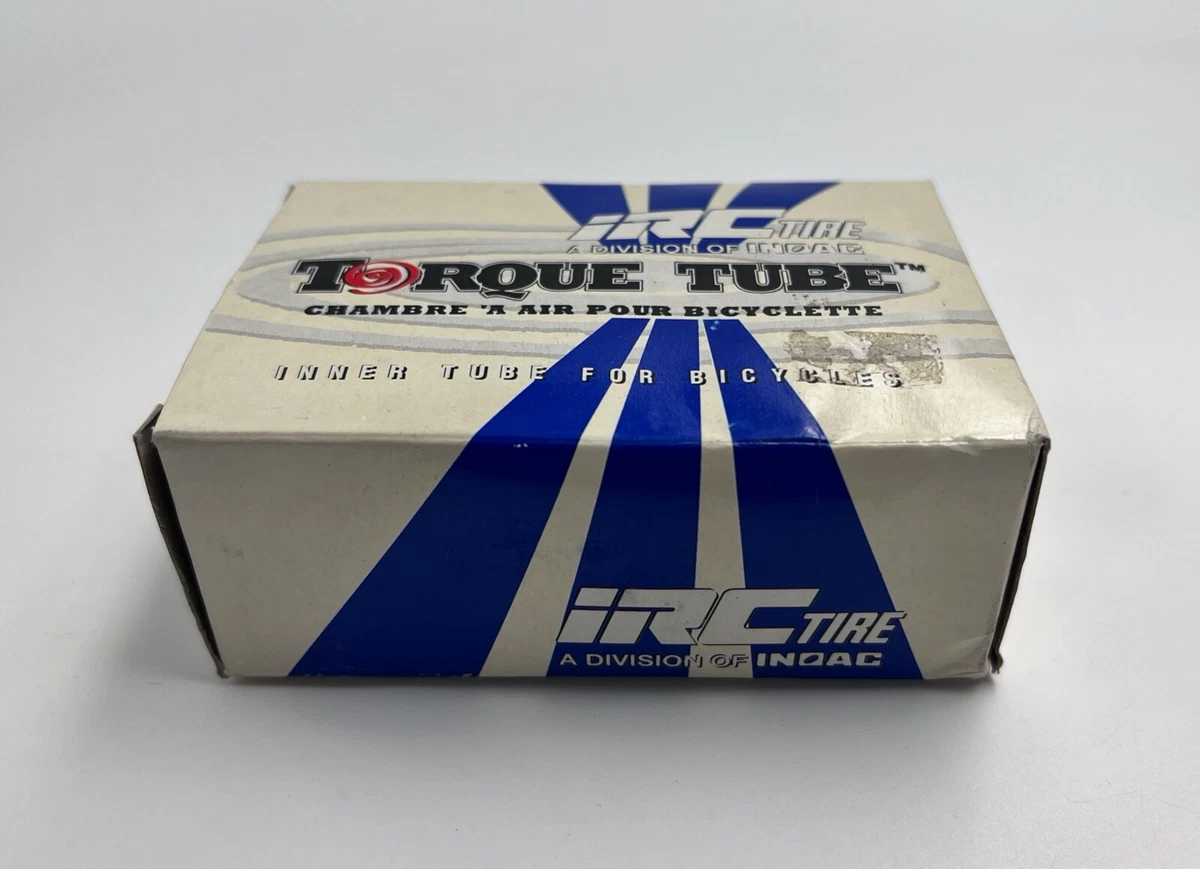 iRC TIRE
A DIVISION OF INOAC
TORQUE TUBE™
CHAMBRE 'A AIR POUR BICYCLETTE
INNER TUBE FOR BICYCLES
iRC TIRE
A DIVISION OF INOAC